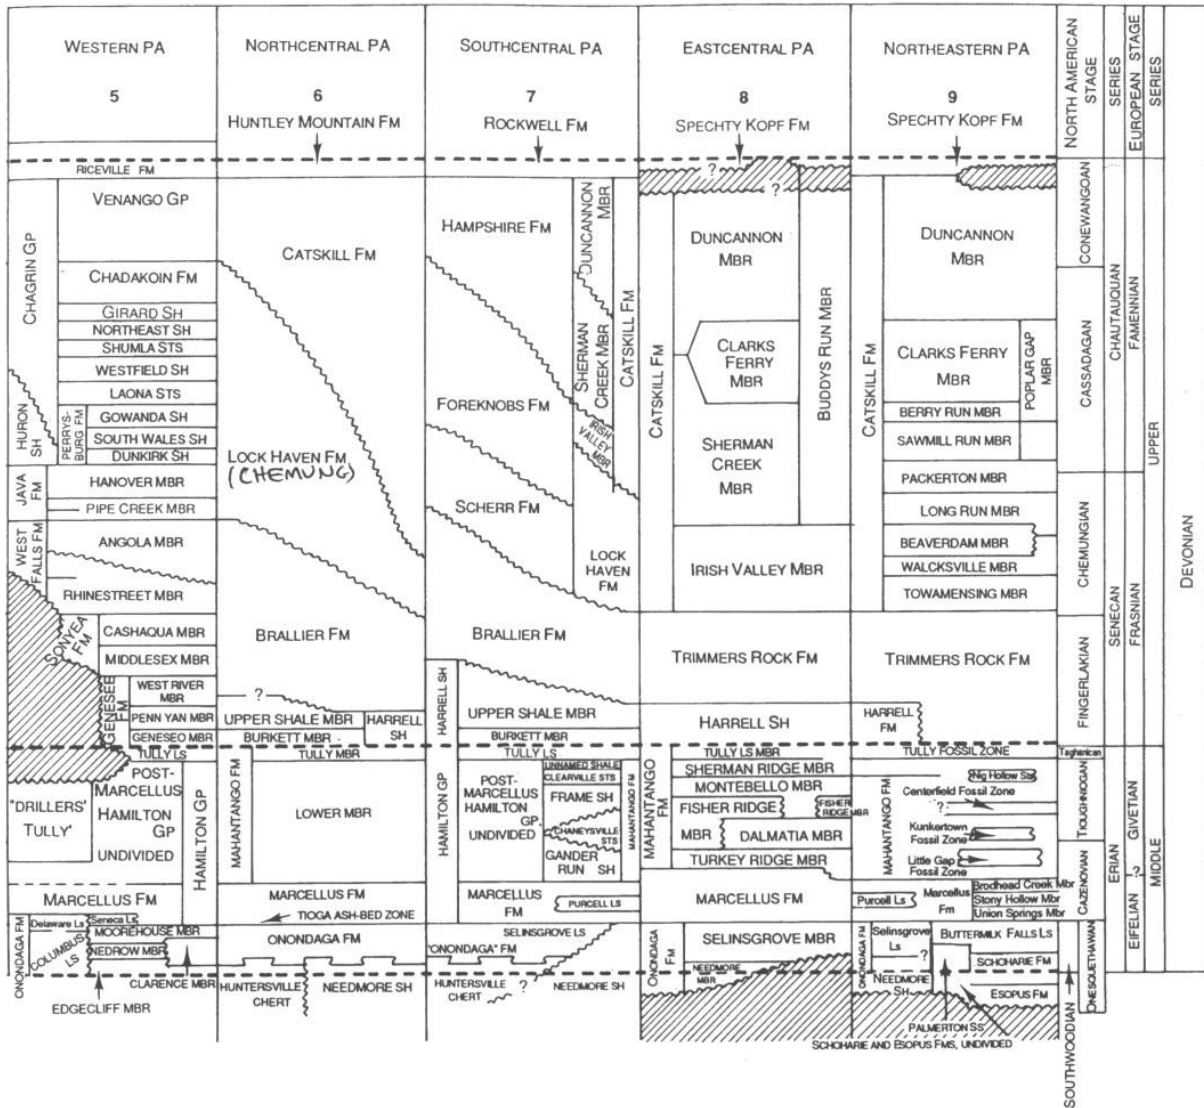 WESTERN PA
5
NORTHCENTRAL PA
6
HUNTLEY MOUNTAIN FM
SOUTHCENTRAL PA
7
ROCKWELL FM
EASTCENTRAL PA
8
SPECHTY KOPF FM
NORTHEASTERN PA
9
SPECHTY KOPF FM
NORTH AMERICAN
STAGE
SERIES
EUROPEAN STAGE
SERIES
RICEVILLE FM
CHAGRIN GP
VENANGO GP
CHADAKOIN FM
GIRARD SH
NORTHEAST SH
SHUMLA STS
WESTFIELD SH
LAONA STS
HURON
SH
PERRYS-
BURG FM
GOWANDA SH
SOUTH WALES SH
DUNKIRK SH
JAVA
FM
HANOVER MBR
PIPE CREEK MBR
WEST
FALLS FM
ANGOLA MBR
RHINESTREET MBR
SONYEA
FM
CASHAQUA MBR
MIDDLESEX MBR
GENESEE
FM
WEST RIVER
MBR
PENN YAN MBR
GENESEO MBR
TULLY LS
"DRILLERS'
TULLY'
POST-
MARCELLUS
HAMILTON
GP
UNDIVIDED
HAMILTON GP
MARCELLUS FM
ONONDAGA FM
Delaware Ls
Seneca Ls
COLUMBUS
LS
MOOREHOUSE MBR
NEDROW MBR
CLARENCE MBR
EDGECLIFF MBR
CATSKILL FM
LOCK HAVEN FM
(CHEMUNG)
BRALLIER FM
?
UPPER SHALE MBR
BURKETT MBR
HARRELL
SH
MAHANTANGO FM
TULLY MBR
LOWER MBR
MARCELLUS FM
TIOGA ASH-BED ZONE
ONONDAGA FM
HUNTERSVILLE
CHERT
NEEDMORE SH
HAMPSHIRE FM
DUNCANNON
MBR
SHERMAN
CREEK MBR
CATSKILL FM
FOREKNOBS FM
IRISH
VALLEY
MBR
SCHERR FM
LOCK
HAVEN
FM
BRALLIER FM
HARRELL SH
UPPER SHALE MBR
BURKETT MBR
TULLY LS
HAMILTON GP
POST-
MARCELLUS
HAMILTON
GP
UNDIVIDED
UNNAMED SHALE
CLEARVILLE STS
FRAME SH
CHANEYSVILLE
STS
GANDER
RUN SH
MAHANTANGO FM
MARCELLUS
FM
PURCELL LS
SELINSGROVE LS
"ONONDAGA" FM
HUNTERSVILLE
CHERT
?
NEEDMORE SH
?
?
CATSKILL FM
DUNCANNON
MBR
CLARKS
FERRY
MBR
SHERMAN
CREEK
MBR
BUDDYS RUN MBR
IRISH VALLEY MBR
TRIMMERS ROCK FM
HARRELL SH
MAHANTANGO
FM
TULLY LS MBR
SHERMAN RIDGE MBR
MONTEBELLO MBR
FISHER RIDGE
MBR
FISHER
RIDGE MBR
DALMATIA MBR
TURKEY RIDGE MBR
MARCELLUS FM
ONONDAGA
FM
SELINSGROVE MBR
NEEDMORE
MBR
CATSKILL FM
DUNCANNON
MBR
CLARKS FERRY
MBR
POPLAR GAP
MBR
BERRY RUN MBR
SAWMILL RUN MBR
PACKERTON MBR
LONG RUN MBR
BEAVERDAM MBR
WALCKSVILLE MBR
TOWAMENSING MBR
TRIMMERS ROCK FM
HARRELL
FM
TULLY FOSSIL ZONE
MAHANTANGO FM
Nig Hollow Sts
Centerfield Fossil Zone
?
Kunkertown
Fossil Zone
Little Gap
Fossil Zone
Purcell Ls
Marcellus
Fm
Brodhead Creek Mbr
Stony Hollow Mbr
Union Springs Mbr
ONONDAGA FM
Selinsgrove
Ls
?
NEEDMORE
SH
BUTTERMILK FALLS LS
SCHOHARIE FM
ESOPUS FM
PALMERTON SS
SCHOHARIE AND ESOPUS FMS, UNDIVIDED
CONEWANGOAN
CASSADAGAN
CHEMUNGIAN
FINGERLAKIAN
Taghanican
TIOUGHNIOGAN
CAZENOVIAN
ONESQUETHAWAN
SOUTHWOODIAN
CHAUTAUQUAN
SENECAN
ERIAN
FAMENNIAN
FRASNIAN
GIVETIAN
?
EIFELIAN
UPPER
MIDDLE
DEVONIAN